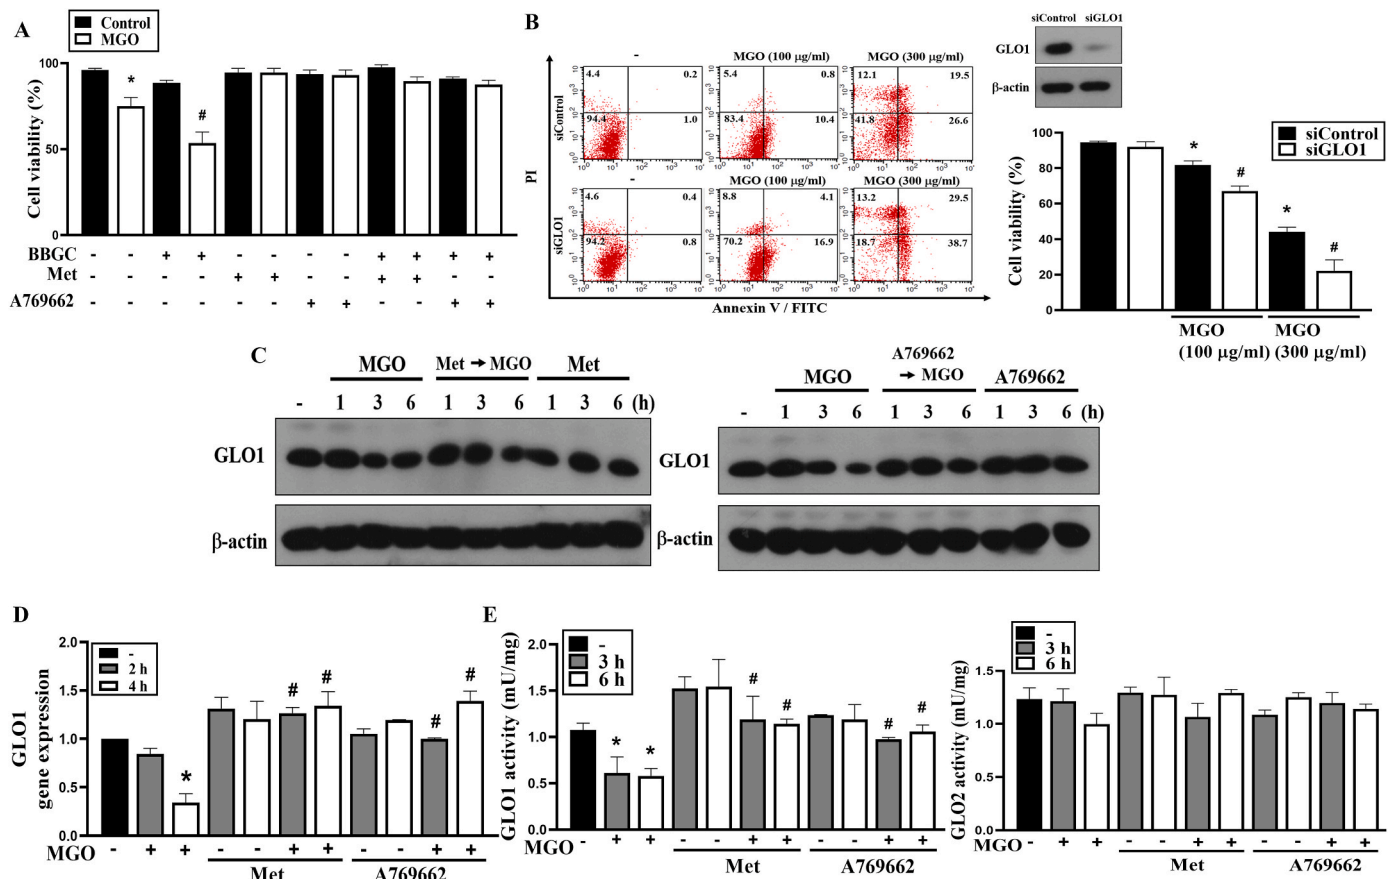 A
Control
MGO
Cell viability (%)
100
50
0
* #
BBGC - - + + - - - - + + + +
Met - - - - + + - - + + - -
A769662 - - - - - - + + - - + +
B
siControl siGLO1
GLO1
β-actin
- MGO (100 μg/ml) MGO (300 μg/ml)
siControl
4.4 0.2 5.4 0.8 12.1 19.5
94.4 1.0 83.4 10.4 41.8 26.6
- MGO (100 μg/ml) MGO (300 μg/ml)
siGLO1
4.6 0.4 8.8 4.1 13.2 29.5
94.2 0.8 70.2 16.9 18.7 38.7
PI
Annexin V / FITC
siControl
siGLO1
Cell viability (%)
100
80
60
40
20
0
* # * #
MGO MGO
(100 μg/ml) (300 μg/ml)
C
MGO Met → MGO Met
- 1 3 6 1 3 6 1 3 6 (h)
GLO1
β-actin
MGO A769662 → MGO A769662
- 1 3 6 1 3 6 1 3 6 (h)
GLO1
β-actin
D
-
2 h
4 h
GLO1
gene expression
2.0
1.5
1.0
0.5
0.0
* # # # #
MGO - + + - - + + - - + +
Met A769662
E
-
3 h
6 h
GLO1 activity (mU/mg)
2.0
1.5
1.0
0.5
0.0
* * # # # #
MGO - + + - - + + - - + +
Met A769662
-
3 h
6 h
GLO2 activity (mU/mg)
1.5
1.0
0.5
0.0
MGO - + + - - + + - - + +
Met A769662